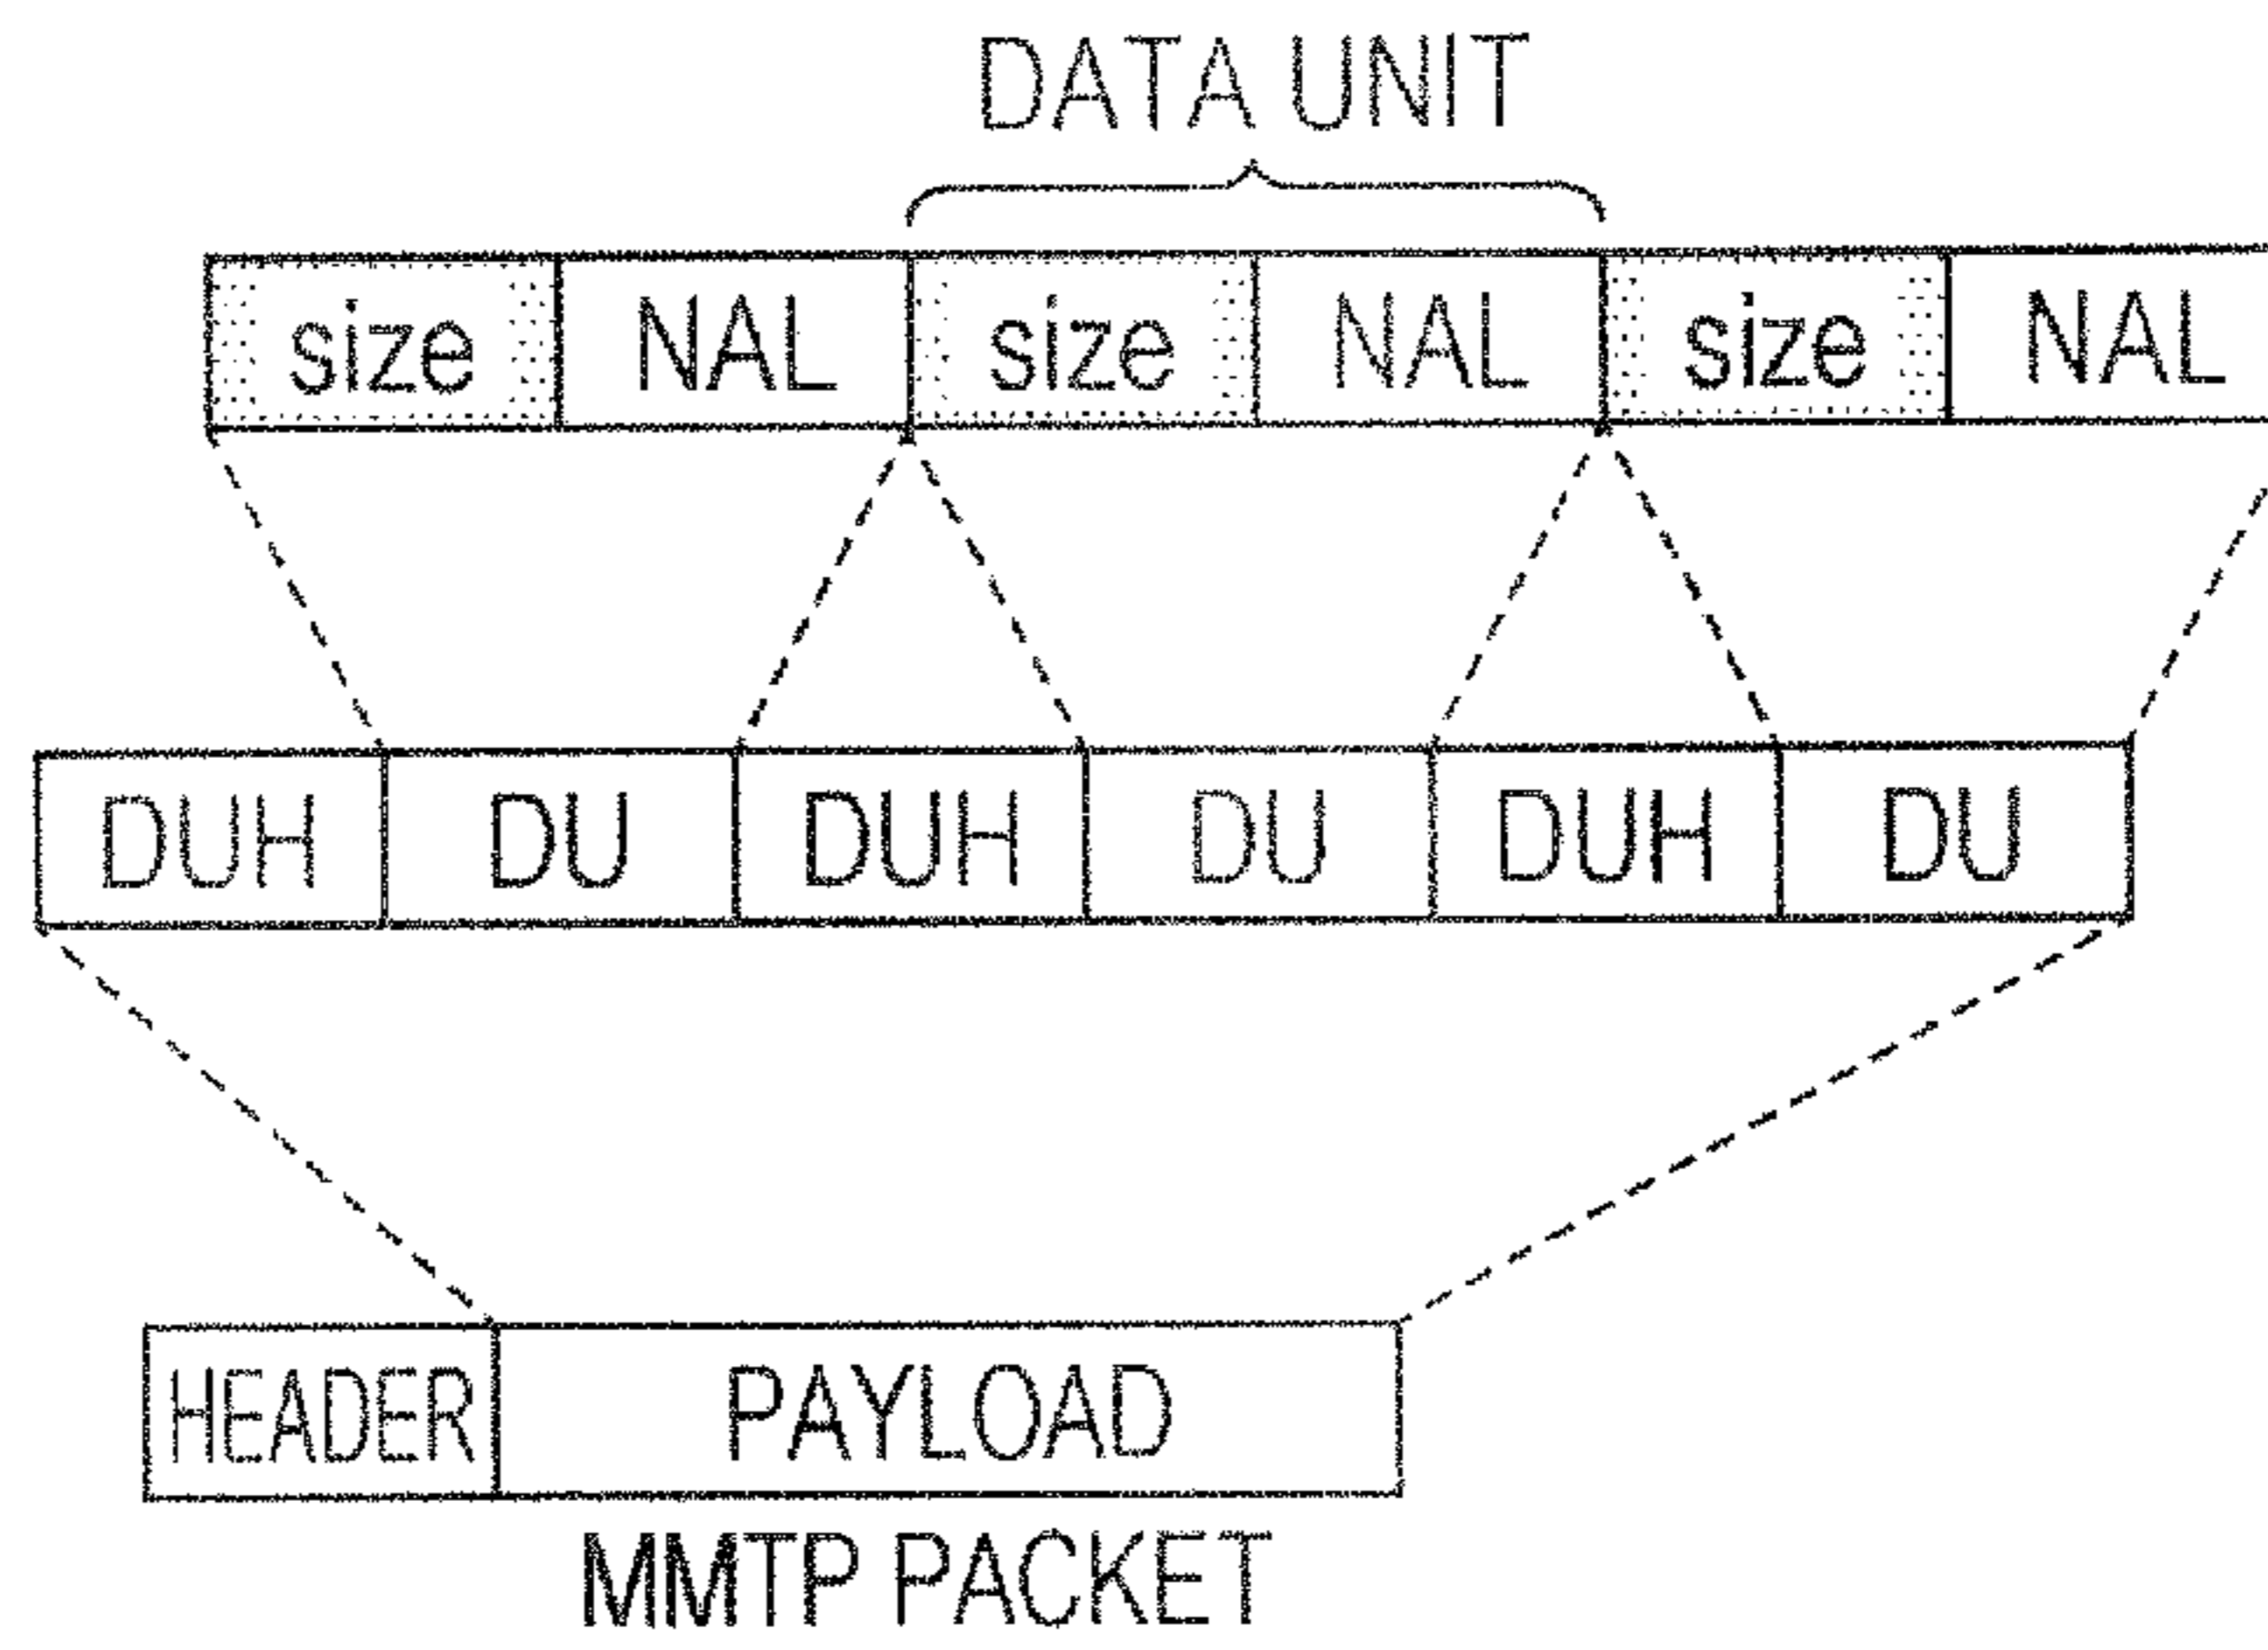 DATA UNIT
size NAL size NAL size NAL
DUH DU DUH DU DUH DU
HEADER PAYLOAD
MMTP PACKET